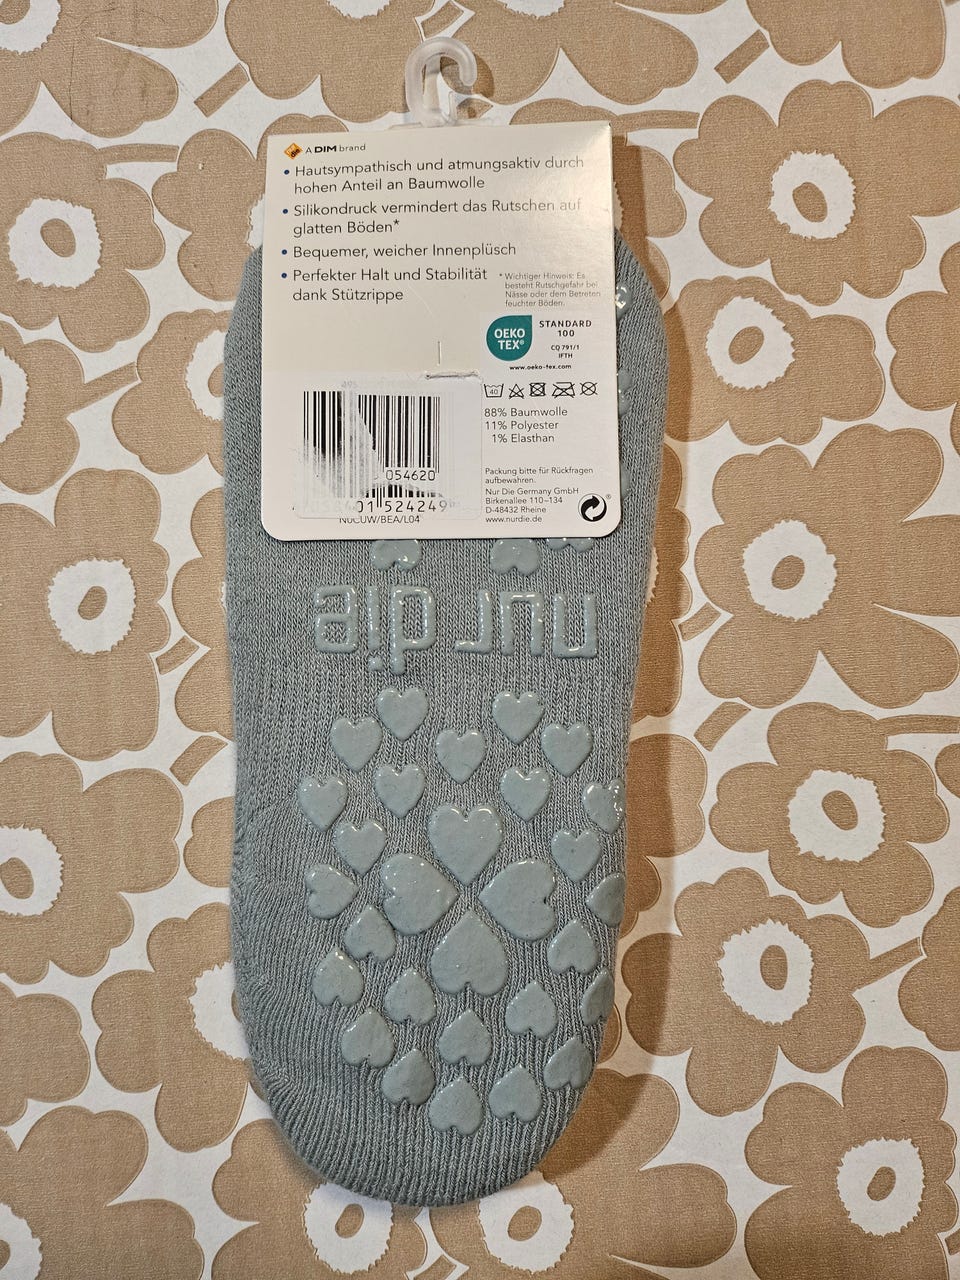 die A DIM brand
• Hautsympathisch und atmungsaktiv durch
hohen Anteil an Baumwolle
• Silikondruck vermindert das Rutschen auf
glatten Böden*
• Bequemer, weicher Innenplüsch
• Perfekter Halt und Stabilität
dank Stützrippe
* Wichtiger Hinweis: Es
besteht Rutschgefahr bei
Nässe oder dem Betreten
feuchter Böden.
OEKO
TEX®
STANDARD
100
CQ 791/1
IFTH
www.oeko-tex.com
40
88% Baumwolle
11% Polyester
1% Elasthan
054620
01 524249
NUCUW/BEA/L04
Packung bitte für Rückfragen
aufbewahren.
Nur Die Germany GmbH
Birkenallee 110–134
D-48432 Rheine
www.nurdie.de
nur die